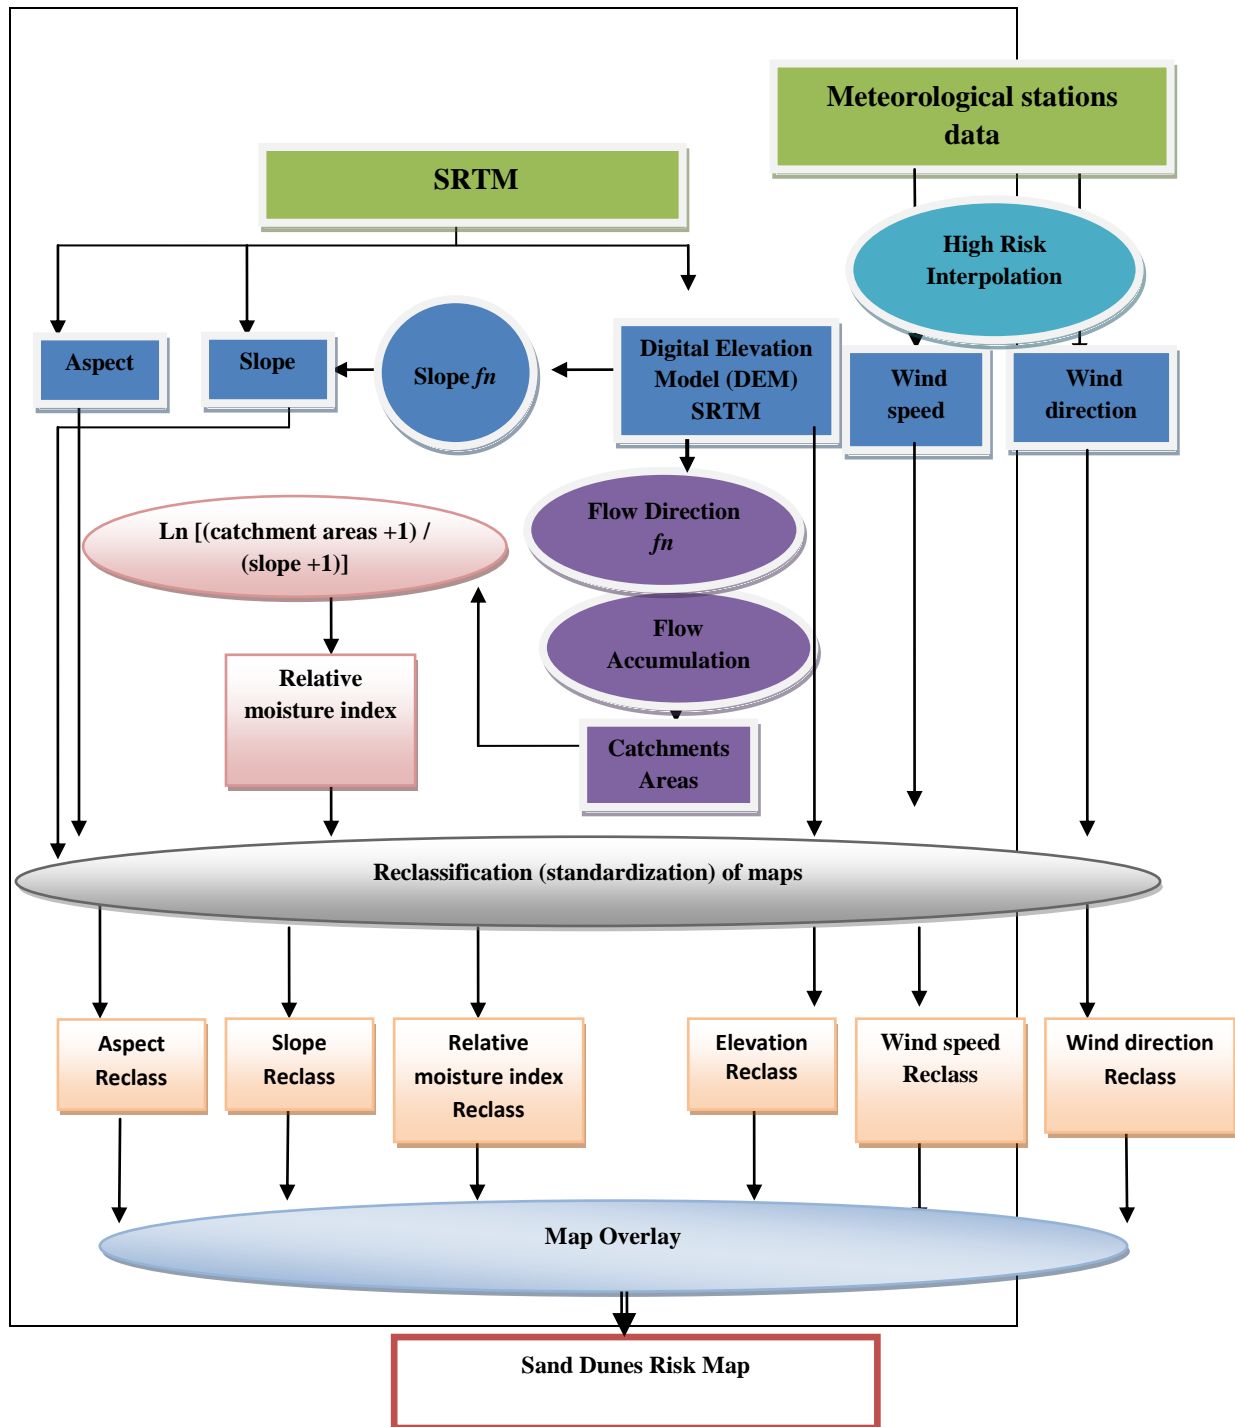 Meteorological stations
data
SRTM
High Risk
Interpolation
Aspect
Slope
Slope fn
Digital Elevation
Model (DEM)
SRTM
Wind
speed
Wind
direction
Ln [(catchment areas +1) /
(slope +1)]
Flow Direction
fn
Flow
Accumulation
Relative
moisture index
Catchments
Areas
Reclassification (standardization) of maps
Aspect
Reclass
Slope
Reclass
Relative
moisture index
Reclass
Elevation
Reclass
Wind speed
Reclass
Wind direction
Reclass
Map Overlay
Sand Dunes Risk Map